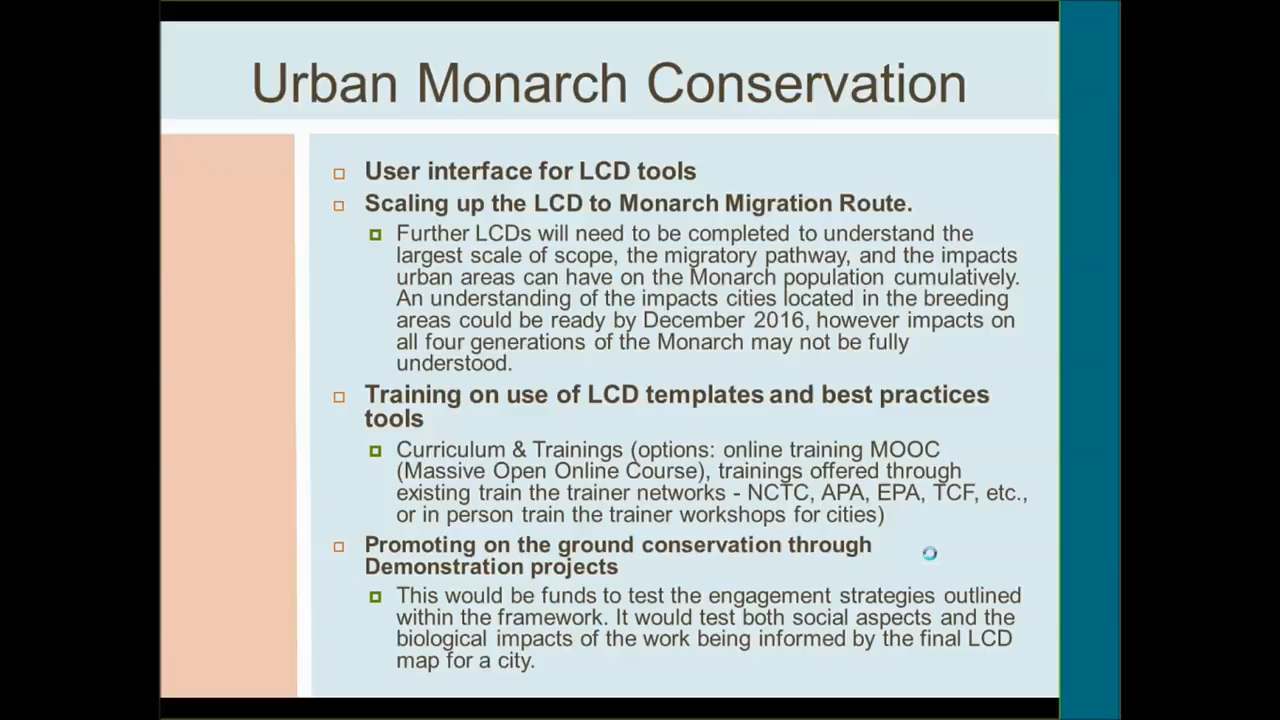 Urban Monarch Conservation
User interface for LCD tools
Scaling up the LCD to Monarch Migration Route.
Further LCDs will need to be completed to understand the
largest scale of scope, the migratory pathway, and the impacts
urban areas can have on the Monarch population cumulatively.
An understanding of the impacts cities located in the breeding
areas could be ready by December 2016, however impacts on
all four generations of the Monarch may not be fully
understood.
Training on use of LCD templates and best practices
tools
Curriculum & Trainings (options: online training MOOC
(Massive Open Online Course), trainings offered through
existing train the trainer networks - NCTC, APA, EPA, TCF, etc.,
or in person train the trainer workshops for cities)
Promoting on the ground conservation through
Demonstration projects
This would be funds to test the engagement strategies outlined
within the framework. It would test both social aspects and the
biological impacts of the work being informed by the final LCD
map for a city.